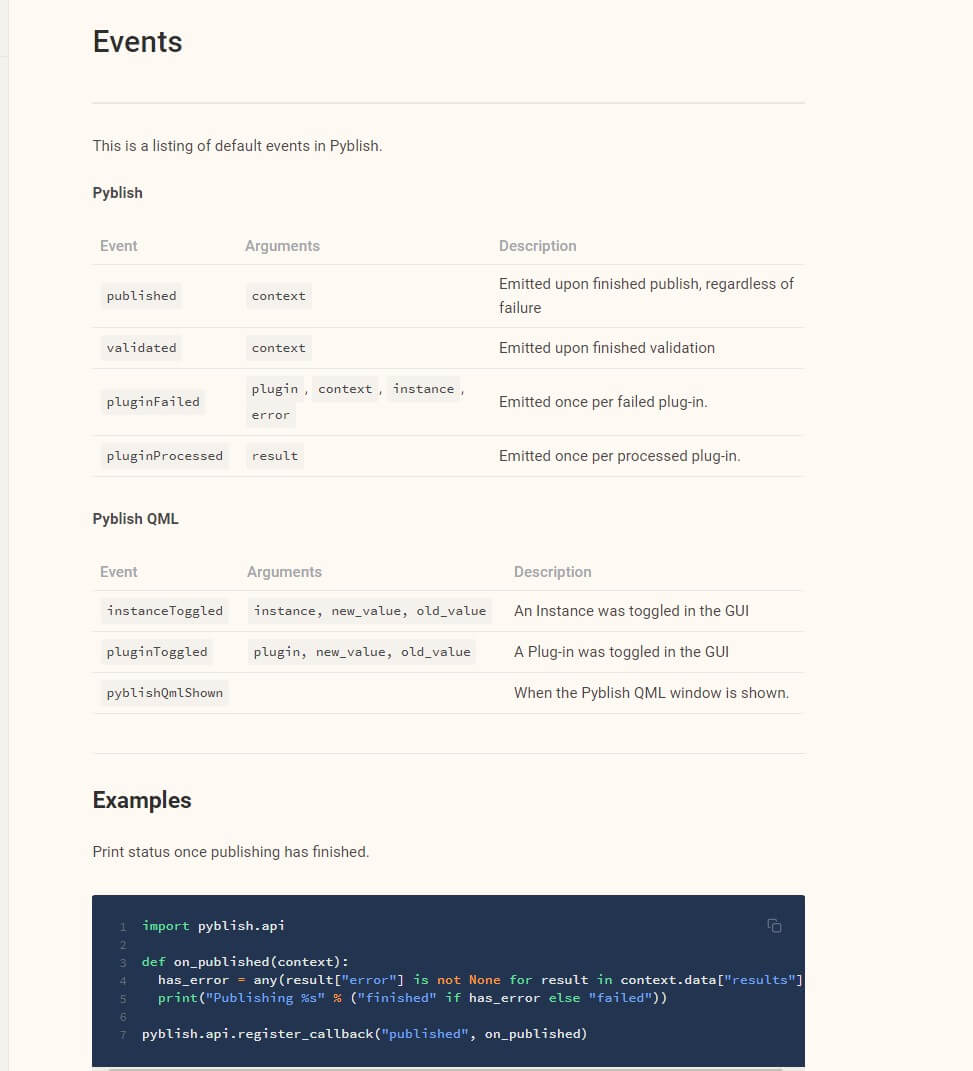 Events
This is a listing of default events in Pyblish.
Pyblish
Event Arguments Description
published context Emitted upon finished publish, regardless of
failure
validated context Emitted upon finished validation
pluginFailed plugin , context , instance , error Emitted once per failed plug-in.
pluginProcessed result Emitted once per processed plug-in.
Pyblish QML
Event Arguments Description
instanceToggled instance, new_value, old_value An Instance was toggled in the GUI
pluginToggled plugin, new_value, old_value A Plug-in was toggled in the GUI
pyblishQmlShown When the Pyblish QML window is shown.
Examples
Print status once publishing has finished.
1 import pyblish.api
2
3 def on_published(context):
4   has_error = any(result["error"] is not None for result in context.data["results"]
5   print("Publishing %s" % ("finished" if has_error else "failed"))
6
7 pyblish.api.register_callback("published", on_published)